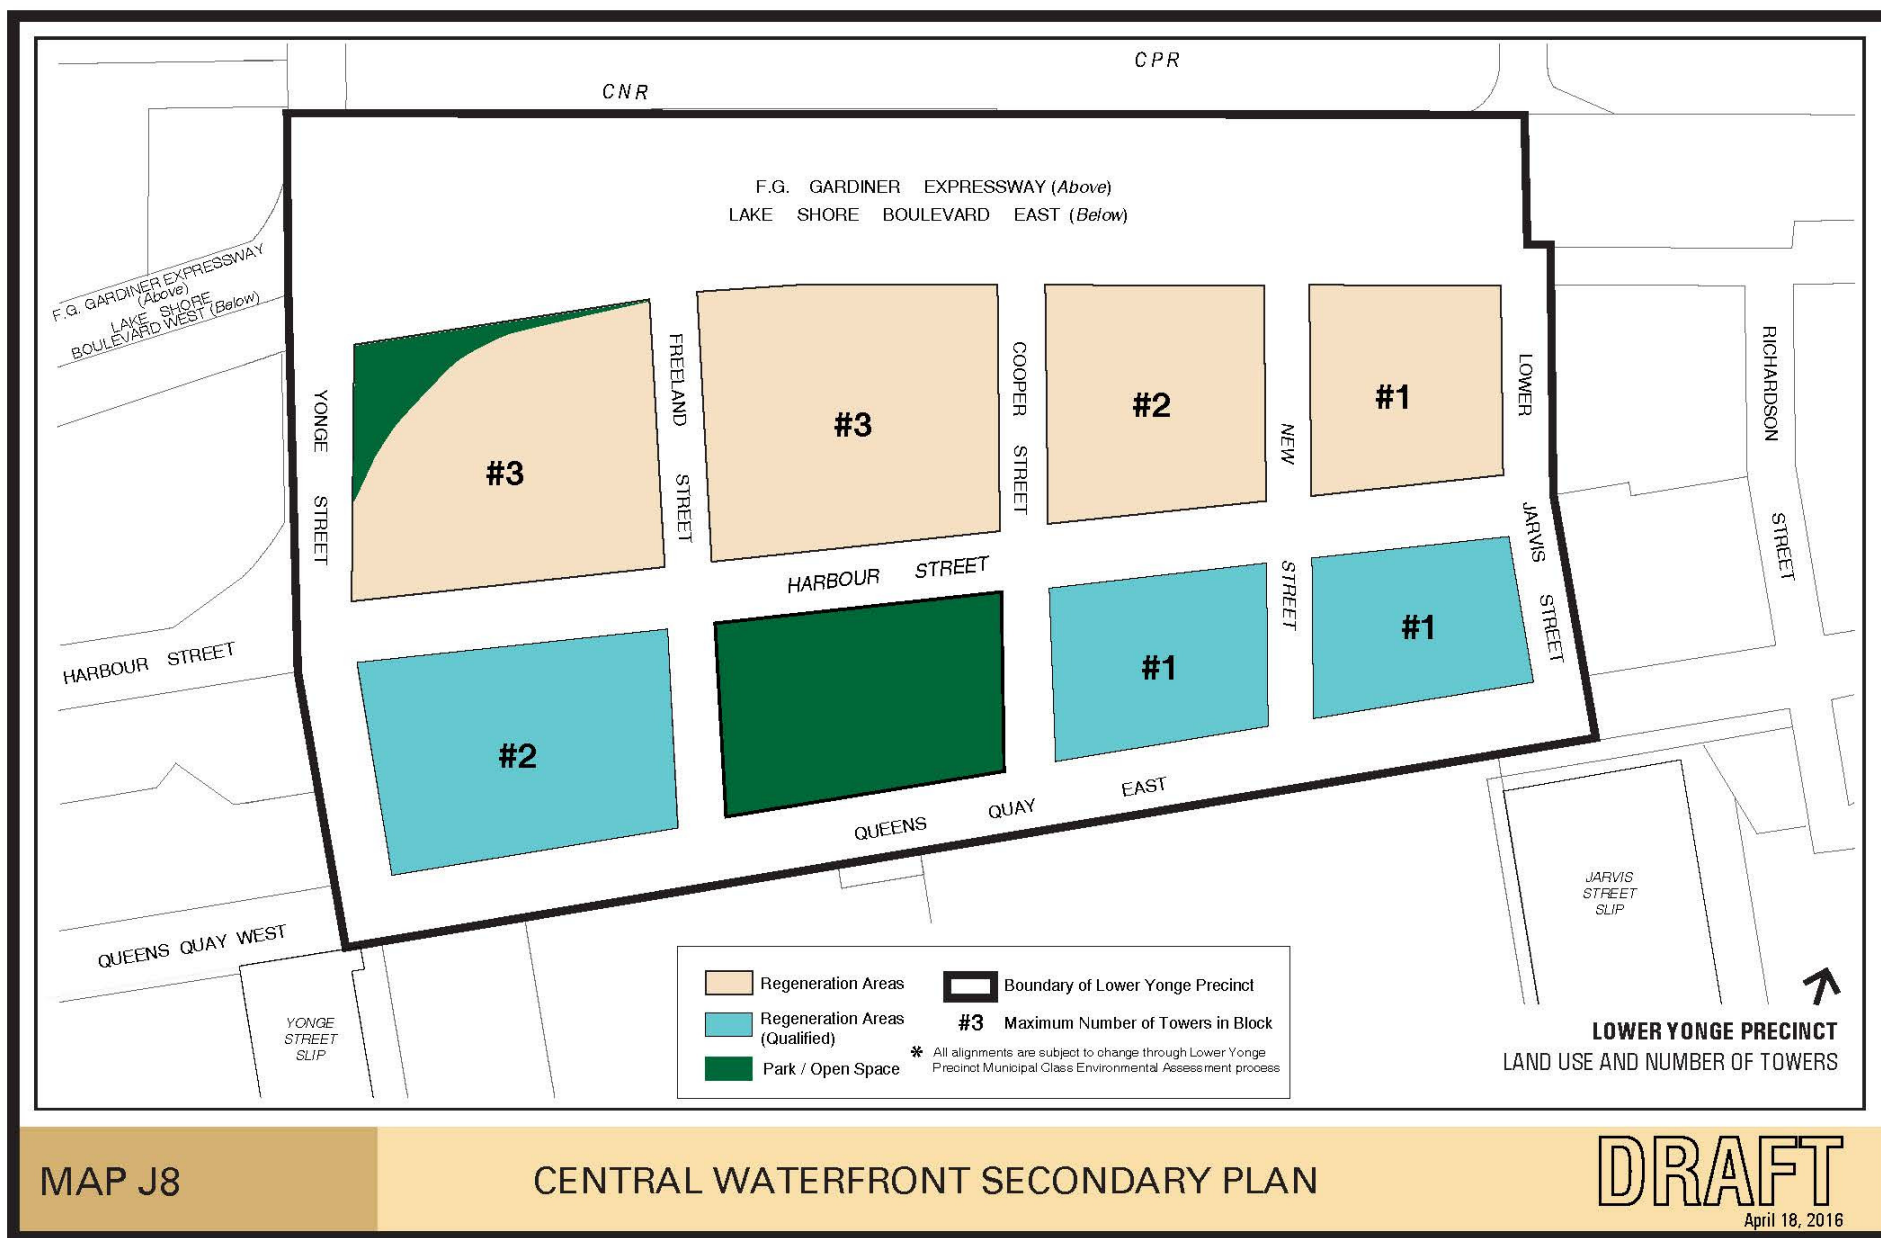 CPR
CNR
F.G. GARDINER EXPRESSWAY (Above)
LAKE SHORE BOULEVARD EAST (Below)
F.G. GARDINER EXPRESSWAY
(Above)
LAKE SHORE
BOULEVARD WEST (Below)
YONGE STREET
FREELAND STREET
COOPER STREET
NEW STREET
LOWER JARVIS STREET
RICHARDSON STREET
#3
#3
#2
#1
HARBOUR STREET
HARBOUR STREET
#2
#1
#1
QUEENS QUAY EAST
QUEENS QUAY WEST
YONGE
STREET
SLIP
JARVIS
STREET
SLIP
Regeneration Areas
Regeneration Areas
(Qualified)
Park / Open Space
Boundary of Lower Yonge Precinct
#3 Maximum Number of Towers in Block
* All alignments are subject to change through Lower Yonge
Precinct Municipal Class Environmental Assessment process
LOWER YONGE PRECINCT
LAND USE AND NUMBER OF TOWERS
MAP J8
CENTRAL WATERFRONT SECONDARY PLAN
DRAFT
April 18, 2016